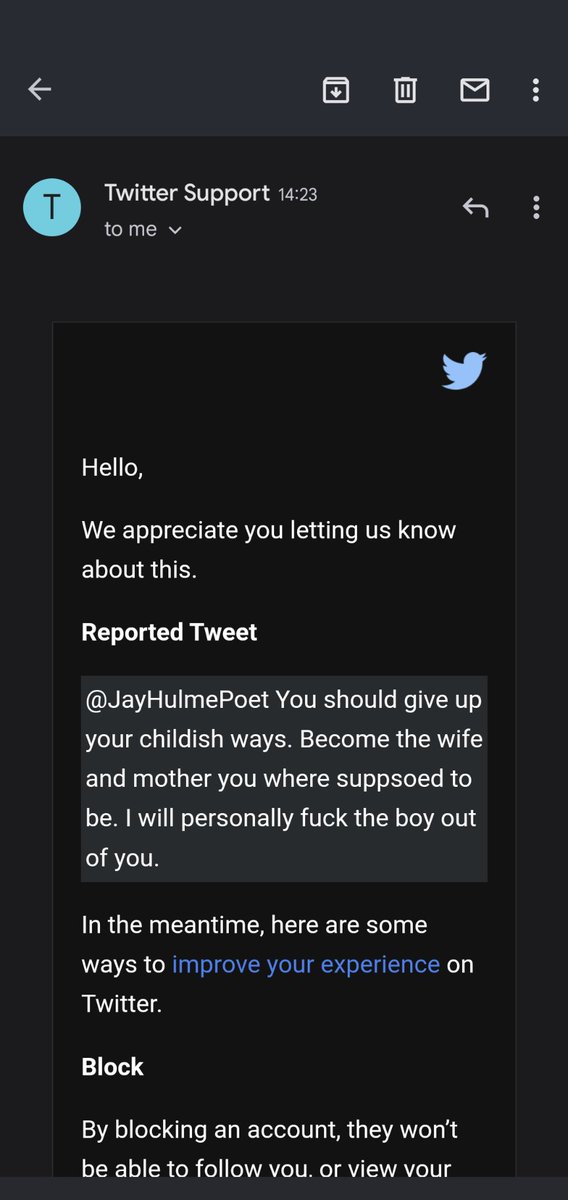 T
Twitter Support 14:23
to me
Hello,
We appreciate you letting us know
about this.
Reported Tweet
@JayHulmePoet You should give up
your childish ways. Become the wife
and mother you where suppsoed to
be. I will personally fuck the boy out
of you.
In the meantime, here are some
ways to improve your experience on
Twitter.
Block
By blocking an account, they won’t
be able to follow you, or view your